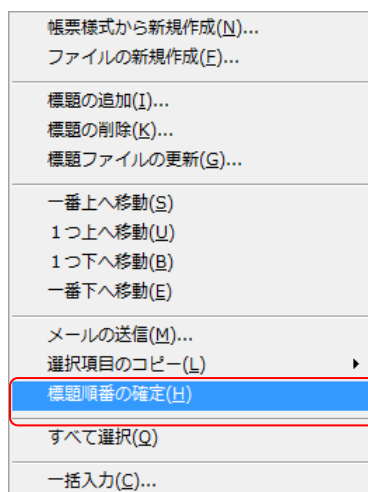 帳票様式から新規作成(N)...
ファイルの新規作成(F)...
標題の追加(I)...
標題の削除(K)...
標題ファイルの更新(G)...
一番上へ移動(S)
１つ上へ移動(U)
１つ下へ移動(B)
一番下へ移動(E)
メールの送信(M)...
選択項目のコピー(L)
標題順番の確定(H)
すべて選択(Q)
一括入力(C)...